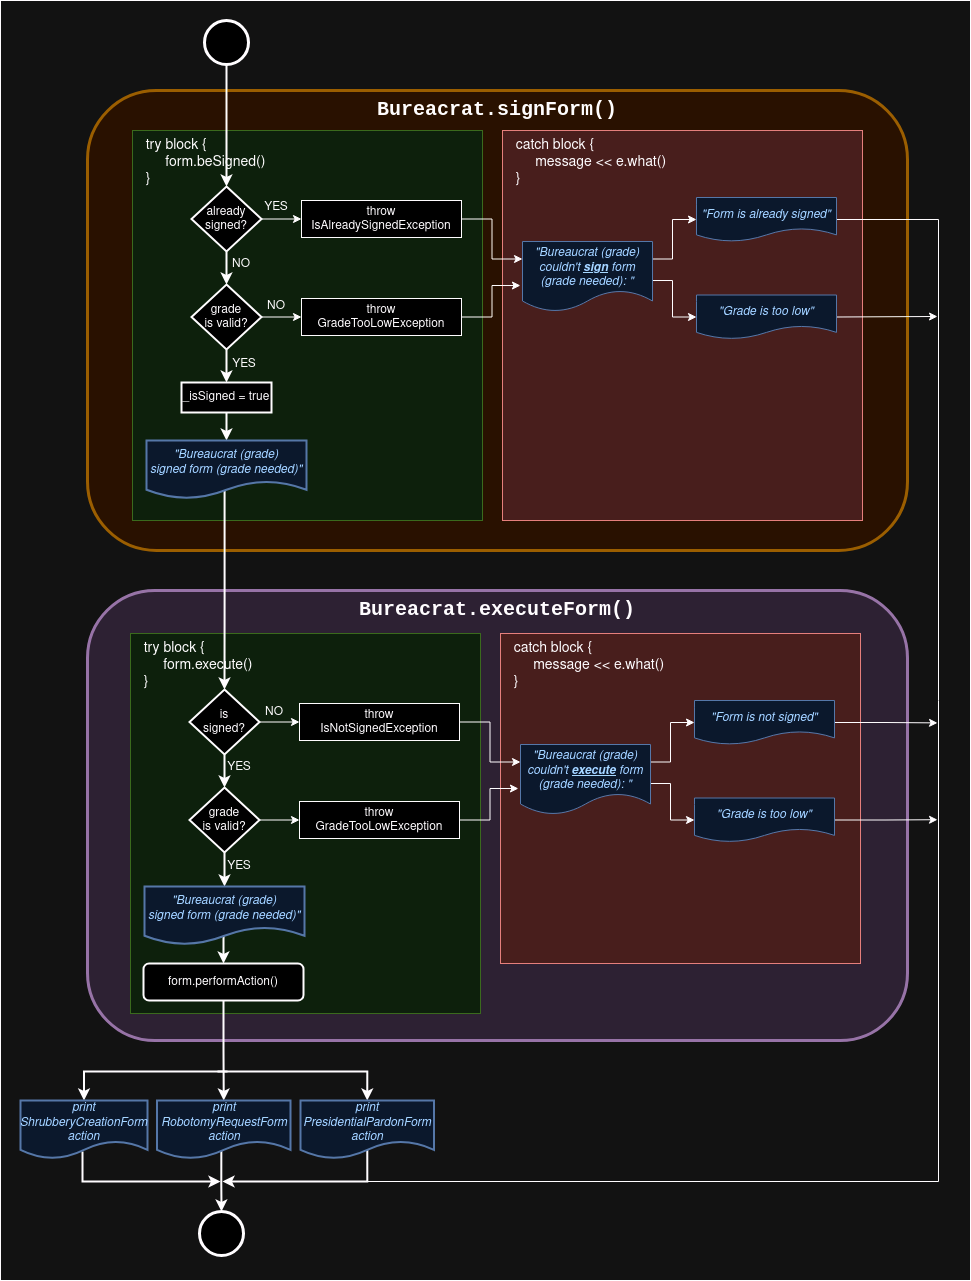 Bureacrat.signForm()
try block {
form.beSigned()
}
already
signed?
YES
throw
IsAlreadySignedException
NO
grade
is valid?
NO
throw
GradeTooLowException
YES
_isSigned = true
"Bureaucrat (grade)
signed form (grade needed)"
catch block {
message << e.what()
}
"Bureaucrat (grade)
couldn't sign form
(grade needed): "
"Form is already signed"
"Grade is too low"
Bureacrat.executeForm()
try block {
form.execute()
}
is
signed?
NO
throw
IsNotSignedException
YES
grade
is valid?
throw
GradeTooLowException
YES
"Bureaucrat (grade)
signed form (grade needed)"
form.performAction()
catch block {
message << e.what()
}
"Bureaucrat (grade)
couldn't execute form
(grade needed): "
"Form is not signed"
"Grade is too low"
print
ShrubberyCreationForm
action
print
RobotomyRequestForm
action
print
PresidentialPardonForm
action